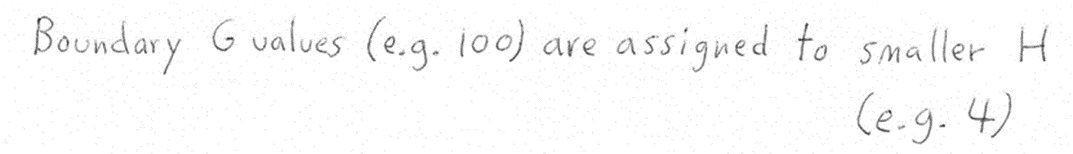 Boundary G values (e.g. 100) are assigned to smaller H
(e.g. 4)